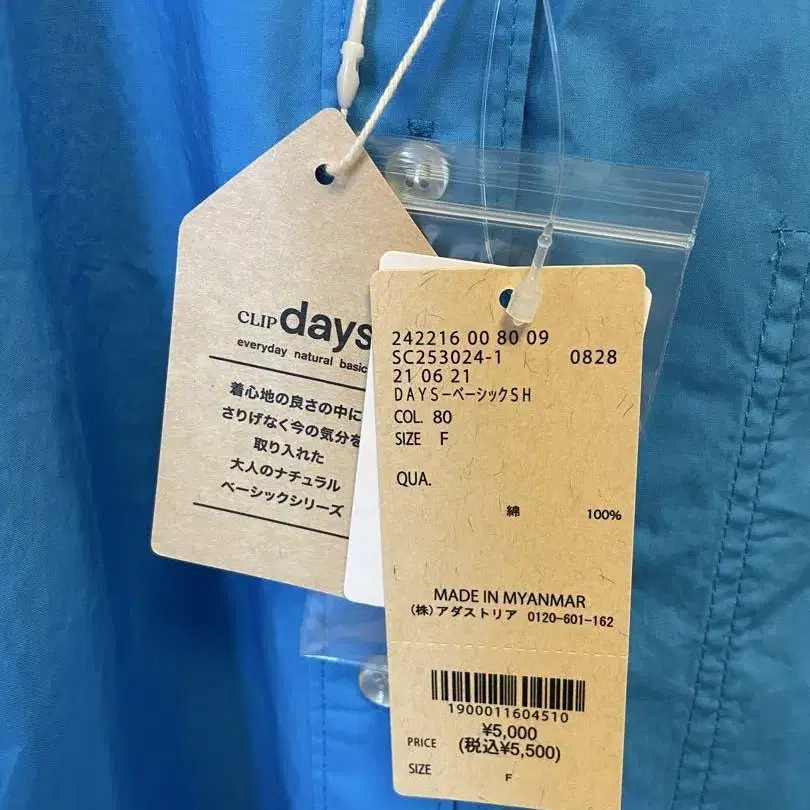 CLIP days
everyday natural basic
着心地の良さの中に
さりげなく今の気分を
取り入れた
大人のナチュラル
ベーシックシリーズ
242216 00 80 09
SC253024-1 0828
21 06 21
DAYS-ベーシックSH
COL. 80
SIZE F
QUA.
綿 100%
MADE IN MYANMAR
(株)アダストリア 0120-601-162
1900011604510
¥5,000
PRICE (税込¥5,500)
SIZE F